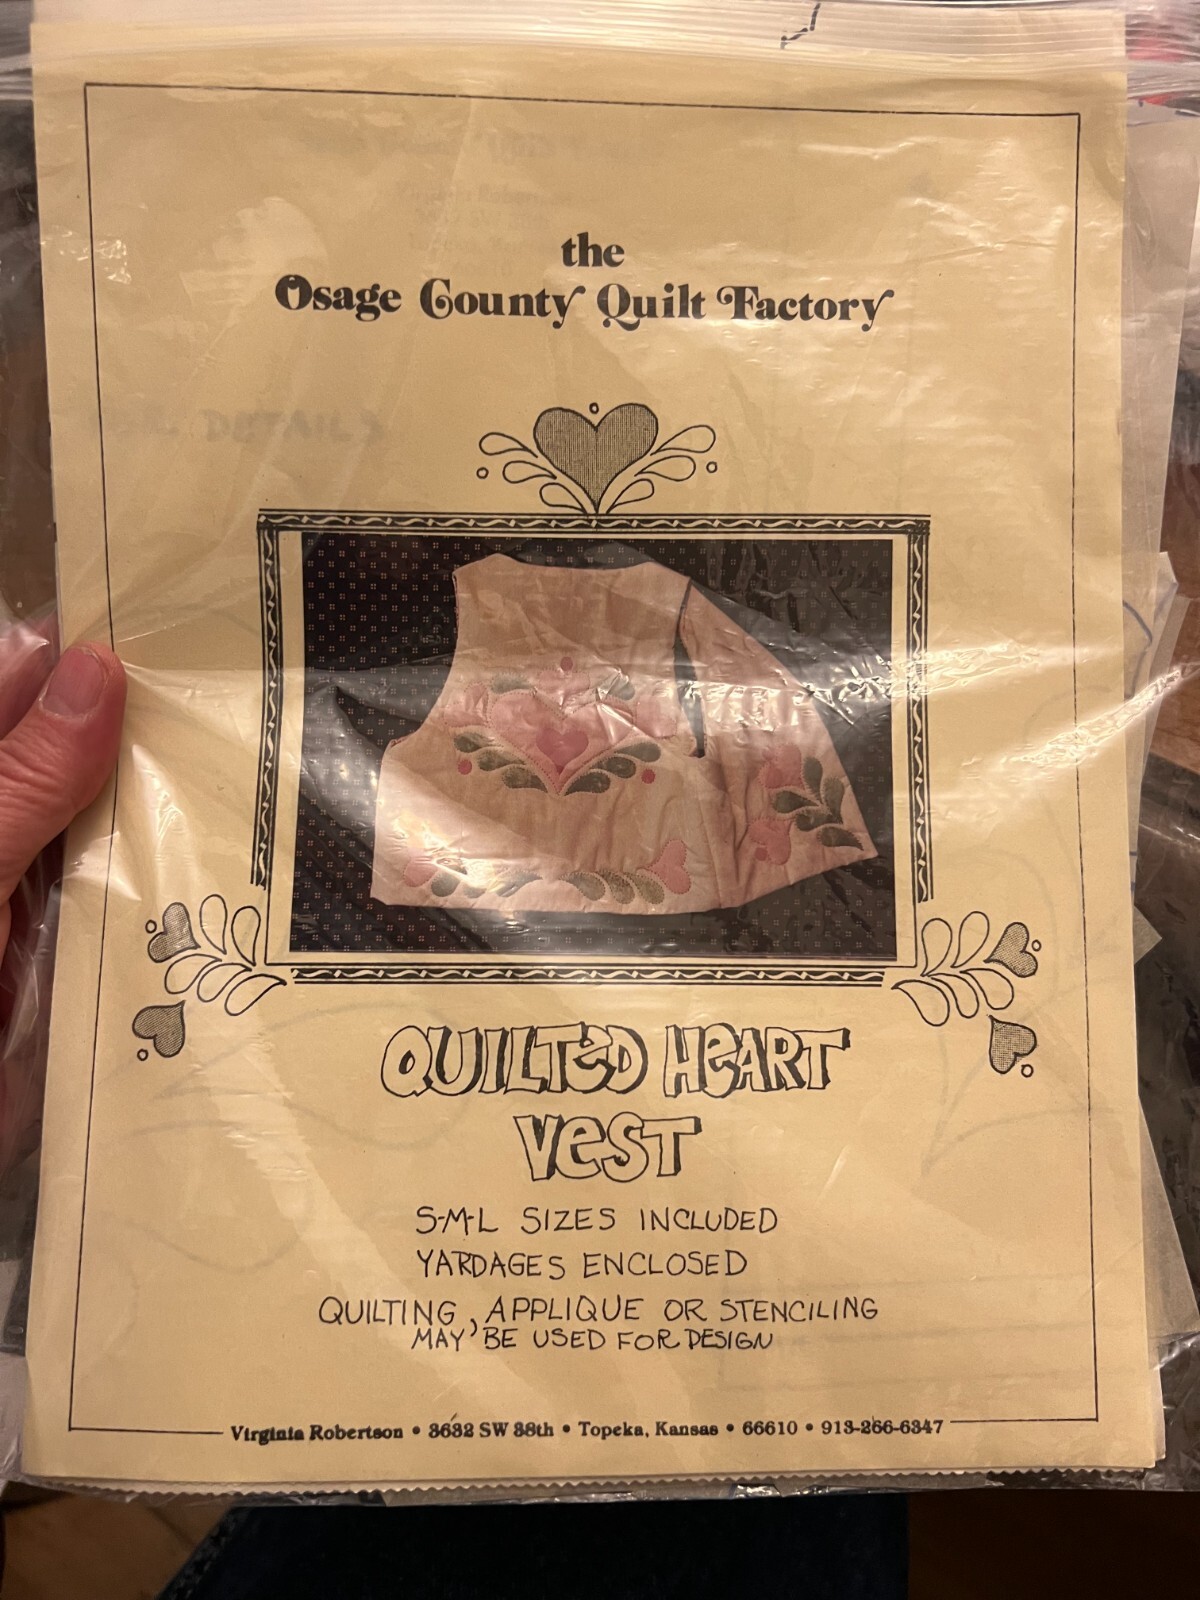 the
Osage County Quilt Factory
DETAILS
QUILTED HEART
VEST
S-M-L SIZES INCLUDED
YARDAGES ENCLOSED
QUILTING, APPLIQUE OR STENCILING
MAY BE USED FOR DESIGN
Virginia Robertson • 3632 SW 38th • Topeka, Kansas • 66610 • 913-266-6347